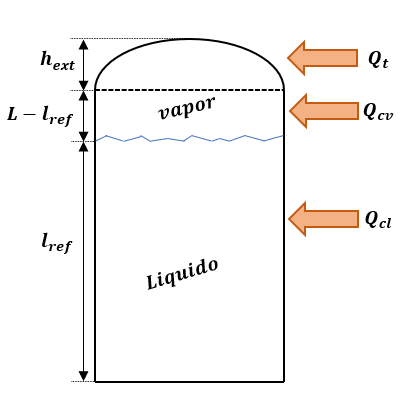 h_ext
Q_t
L − l_ref
vapor
Q_cv
l_ref
Q_cl
Liquido